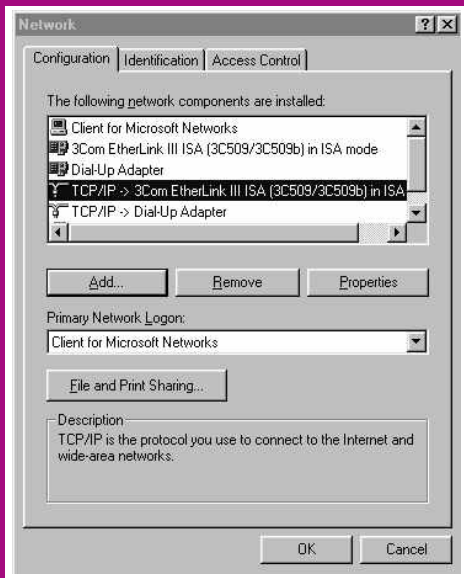 Network
Configuration Identification Access Control
The following network components are installed:
Client for Microsoft Networks
3Com EtherLink III ISA (3C509/3C509b) in ISA mode
Dial-Up Adapter
TCP/IP -> 3Com EtherLink III ISA (3C509/3C509b) in ISA
TCP/IP -> Dial-Up Adapter
Add... Remove Properties
Primary Network Logon:
Client for Microsoft Networks
File and Print Sharing...
Description
TCP/IP is the protocol you use to connect to the Internet and
wide-area networks.
OK Cancel